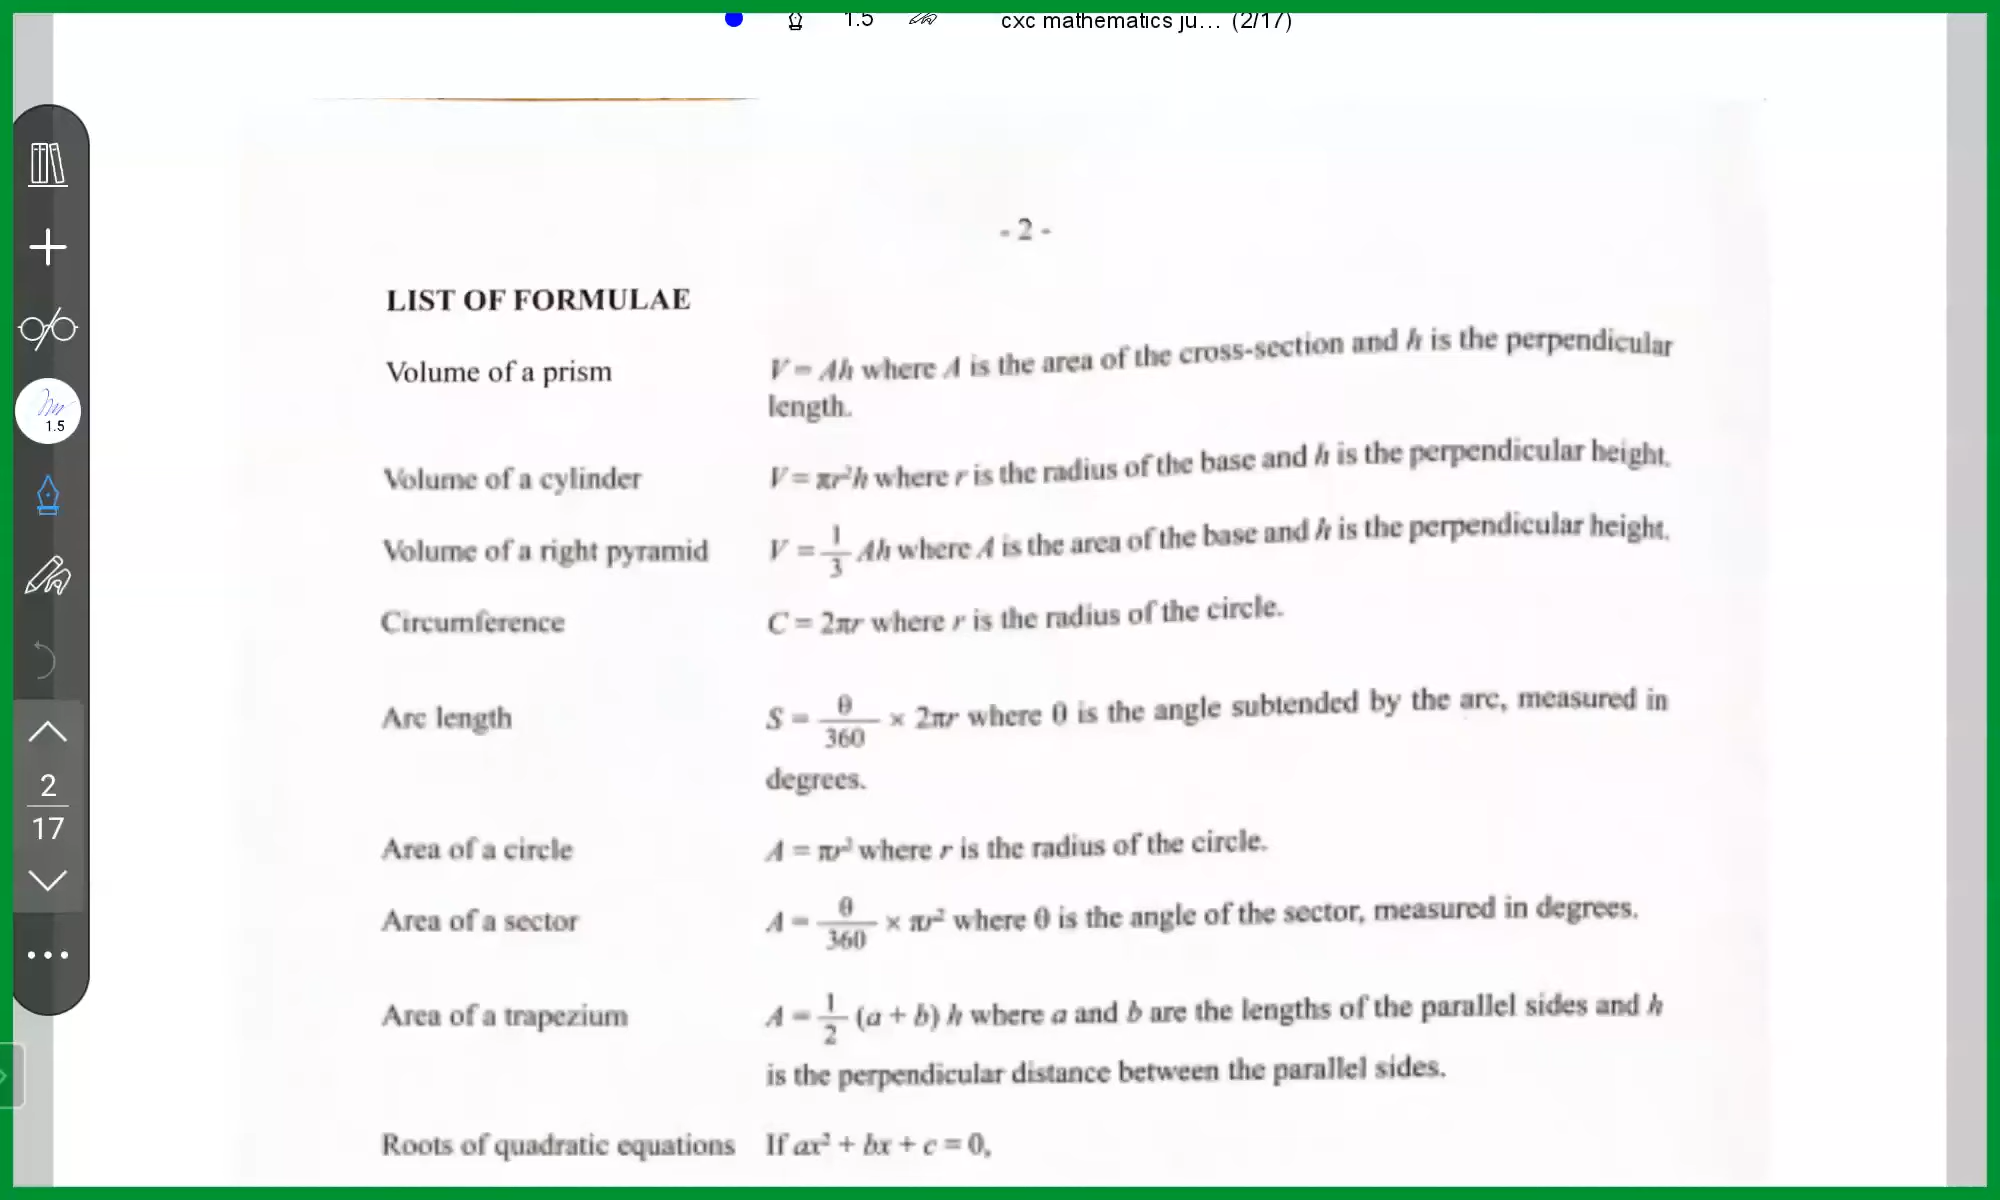 1.5 cxc mathematics ju... (2/17)
- 2 -
LIST OF FORMULAE
Volume of a prism V = Ah where A is the area of the cross-section and h is the perpendicular
length.
Volume of a cylinder V = πr²h where r is the radius of the base and h is the perpendicular height.
1.5
Volume of a right pyramid V = 1/3 Ah where A is the area of the base and h is the perpendicular height.
Circumference C = 2πr where r is the radius of the circle.
Arc length S = θ/360 × 2πr where θ is the angle subtended by the arc, measured in
degrees.
2
17
Area of a circle A = πr² where r is the radius of the circle.
Area of a sector A = θ/360 × πr² where θ is the angle of the sector, measured in degrees.
Area of a trapezium A = 1/2 (a + b) h where a and b are the lengths of the parallel sides and h
is the perpendicular distance between the parallel sides.
Roots of quadratic equations If ax² + bx + c = 0,